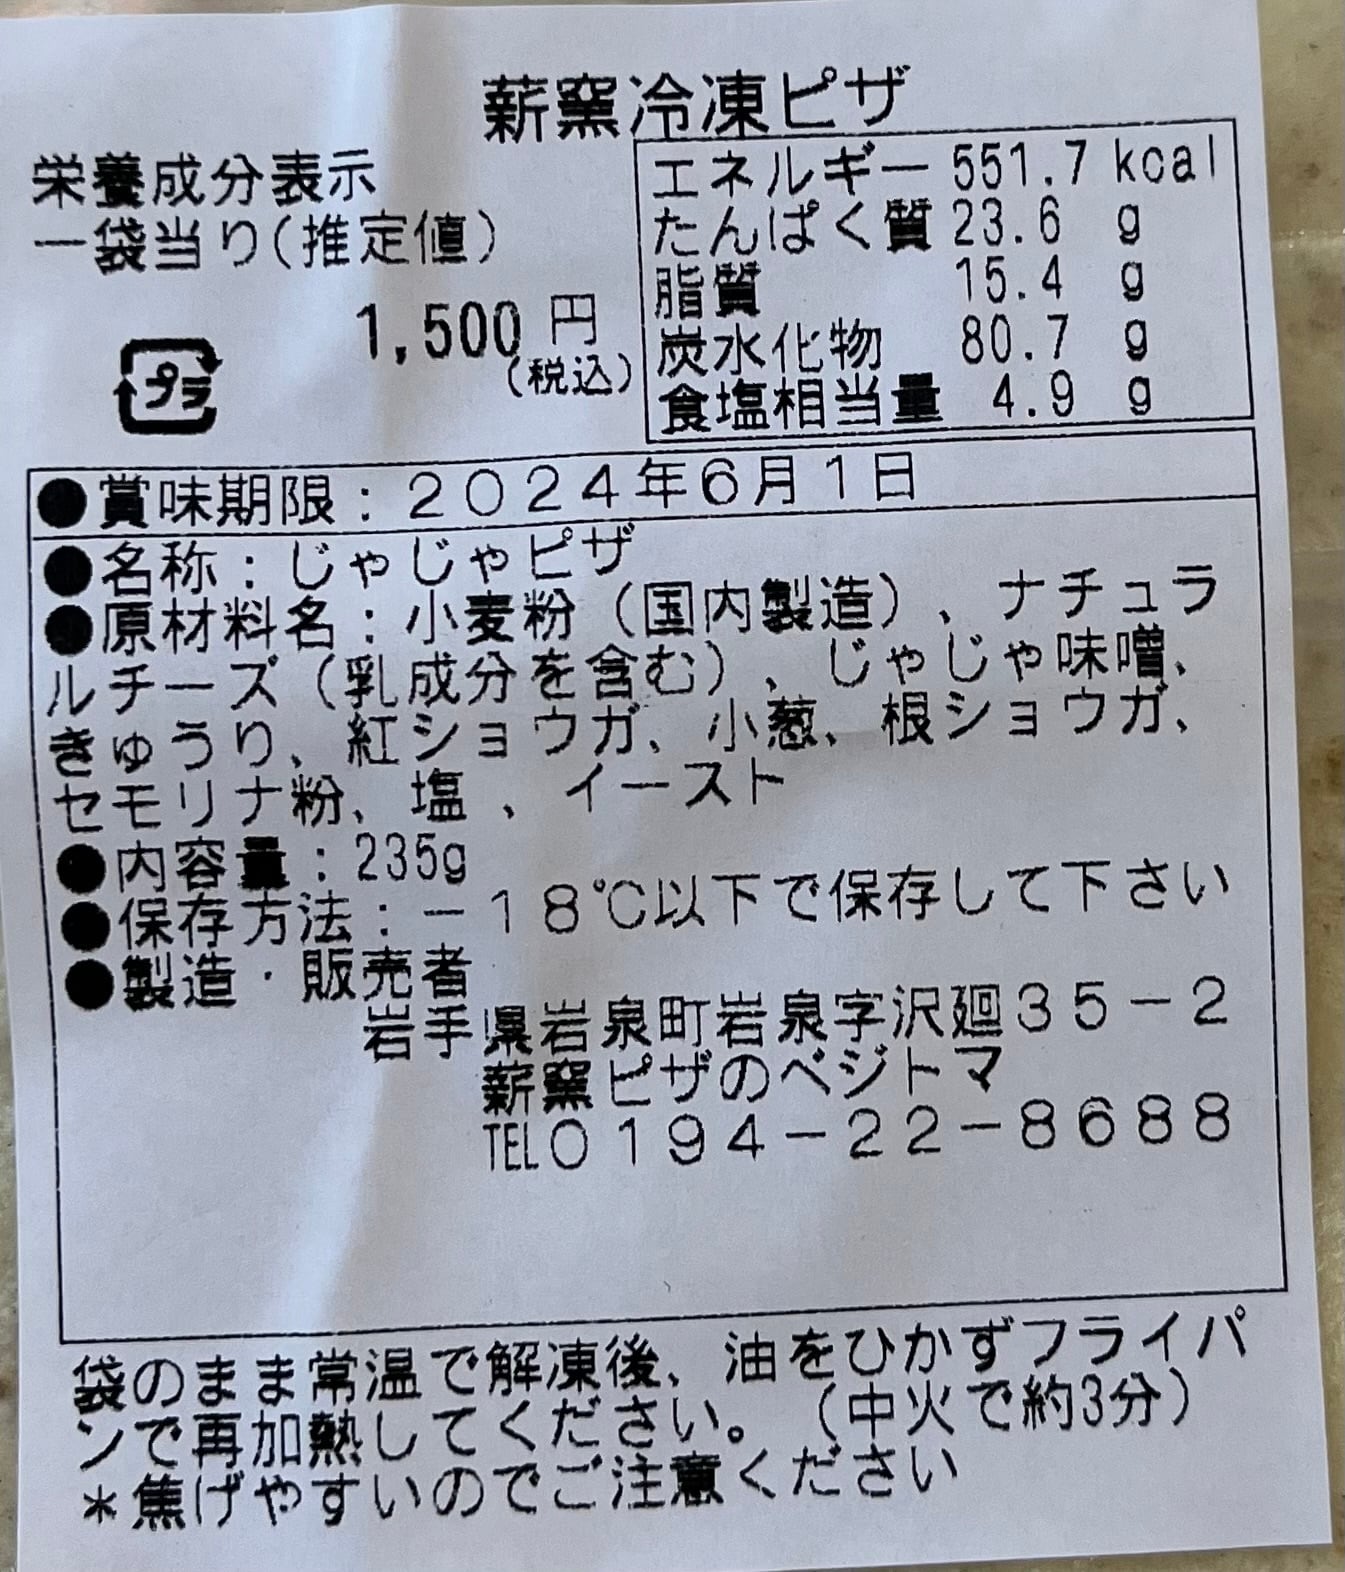 薪窯冷凍ピザ
栄養成分表示
一袋当り(推定値)
エネルギー 551.7 kcal
たんぱく質 23.6 g
脂質 15.4 g
炭水化物 80.7 g
食塩相当量 4.9 g
1,500 円
(税込)
プラ
●賞味期限：２０２４年６月１日
●名称：じゃじゃピザ
●原材料名：小麦粉（国内製造）、ナチュラ
ルチーズ（乳成分を含む）、じゃじゃ味噌、
きゅうり、紅ショウガ、小葱、根ショウガ、
セモリナ粉、塩、イースト
●内容量：235g
●保存方法：－１８℃以下で保存して下さい
●製造・販売者
岩手県岩泉町岩泉字沢廻３５－２
薪窯ピザのベジトマ
TEL０１９４－２２－８６８８
袋のまま常温で解凍後、油をひかずフライパ
ンで再加熱してください。（中火で約3分）
＊焦げやすいのでご注意ください